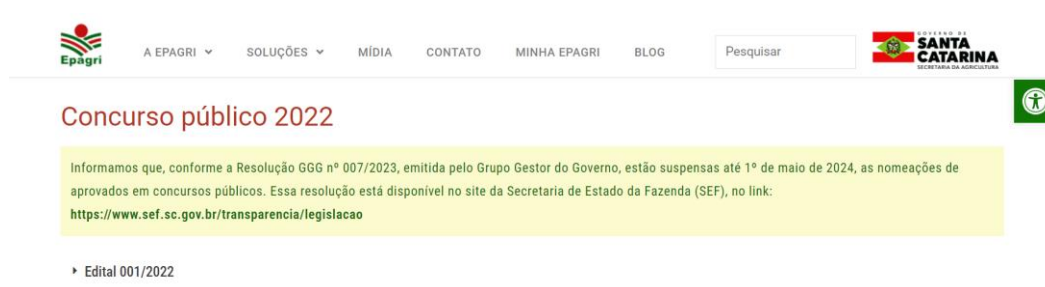 Epagri
A EPAGRI
SOLUÇÕES
MÍDIA
CONTATO
MINHA EPAGRI
BLOG
Pesquisar
GOVERNO DE
SANTA
CATARINA
SECRETARIA DA AGRICULTURA
Concurso público 2022
Informamos que, conforme a Resolução GGG nº 007/2023, emitida pelo Grupo Gestor do Governo, estão suspensas até 1º de maio de 2024, as nomeações de
aprovados em concursos públicos. Essa resolução está disponível no site da Secretaria de Estado da Fazenda (SEF), no link:
https://www.sef.sc.gov.br/transparencia/legislacao
Edital 001/2022